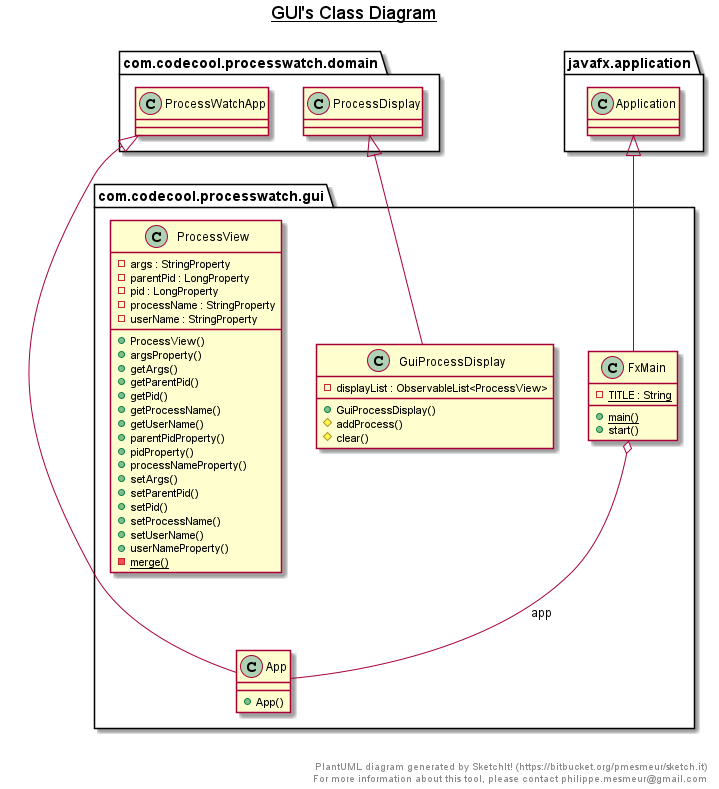 GUI's Class Diagram
com.codecool.processwatch.domain
C ProcessWatchApp
C ProcessDisplay
javafx.application
C Application
com.codecool.processwatch.gui
C ProcessView
args : StringProperty
parentPid : LongProperty
pid : LongProperty
processName : StringProperty
userName : StringProperty
ProcessView()
argsProperty()
getArgs()
getParentPid()
getPid()
getProcessName()
getUserName()
parentPidProperty()
pidProperty()
processNameProperty()
setArgs()
setParentPid()
setPid()
setProcessName()
setUserName()
userNameProperty()
merge()
C GuiProcessDisplay
displayList : ObservableList<ProcessView>
GuiProcessDisplay()
addProcess()
clear()
C FxMain
TITLE : String
main()
start()
app
C App
App()
PlantUML diagram generated by SketchIt! (https://bitbucket.org/pmesmeur/sketch.it)
For more information about this tool, please contact philippe.mesmeur@gmail.com